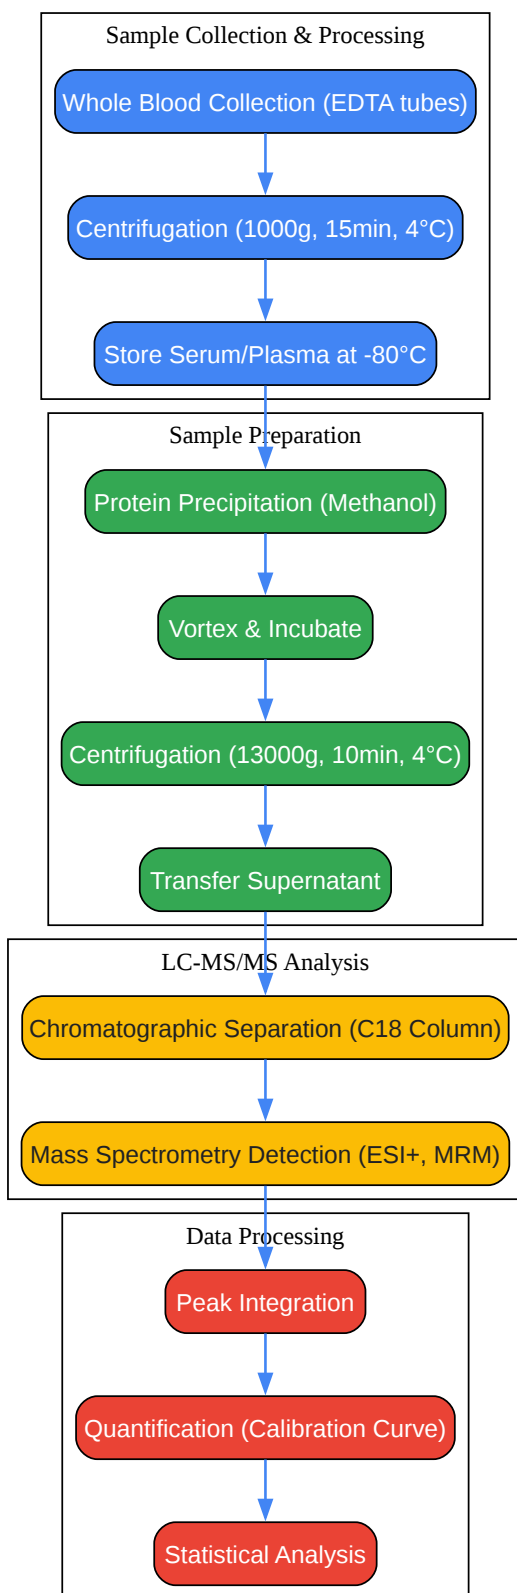 Sample Collection & Processing
Whole Blood Collection (EDTA tubes)
Centrifugation (1000g, 15min, 4°C)
Store Serum/Plasma at -80°C
Sample Preparation
Protein Precipitation (Methanol)
Vortex & Incubate
Centrifugation (13000g, 10min, 4°C)
Transfer Supernatant
LC-MS/MS Analysis
Chromatographic Separation (C18 Column)
Mass Spectrometry Detection (ESI+, MRM)
Data Processing
Peak Integration
Quantification (Calibration Curve)
Statistical Analysis